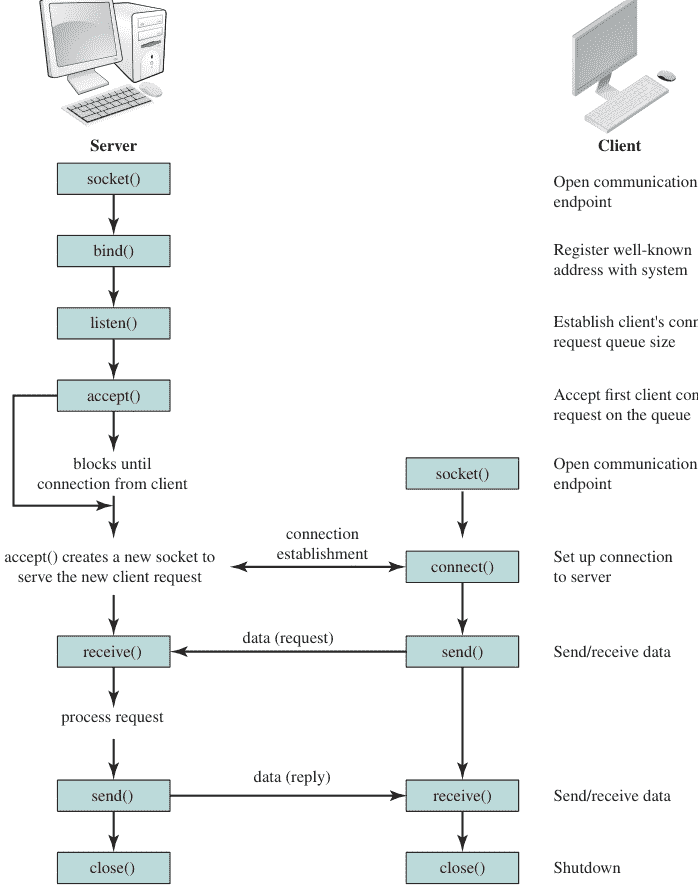 Server
Client
socket()
Open communication
endpoint
bind()
Register well-known
address with system
listen()
Establish client's
request queue size
accept()
Accept first client
request on the queue
blocks until
connection from client
socket()
Open communication
endpoint
connection
establishment
accept() creates a new socket to
serve the new client request
connect()
Set up connection
to server
receive()
data (request)
send()
Send/receive data
process request
send()
data (reply)
receive()
Send/receive data
close()
close()
Shutdown